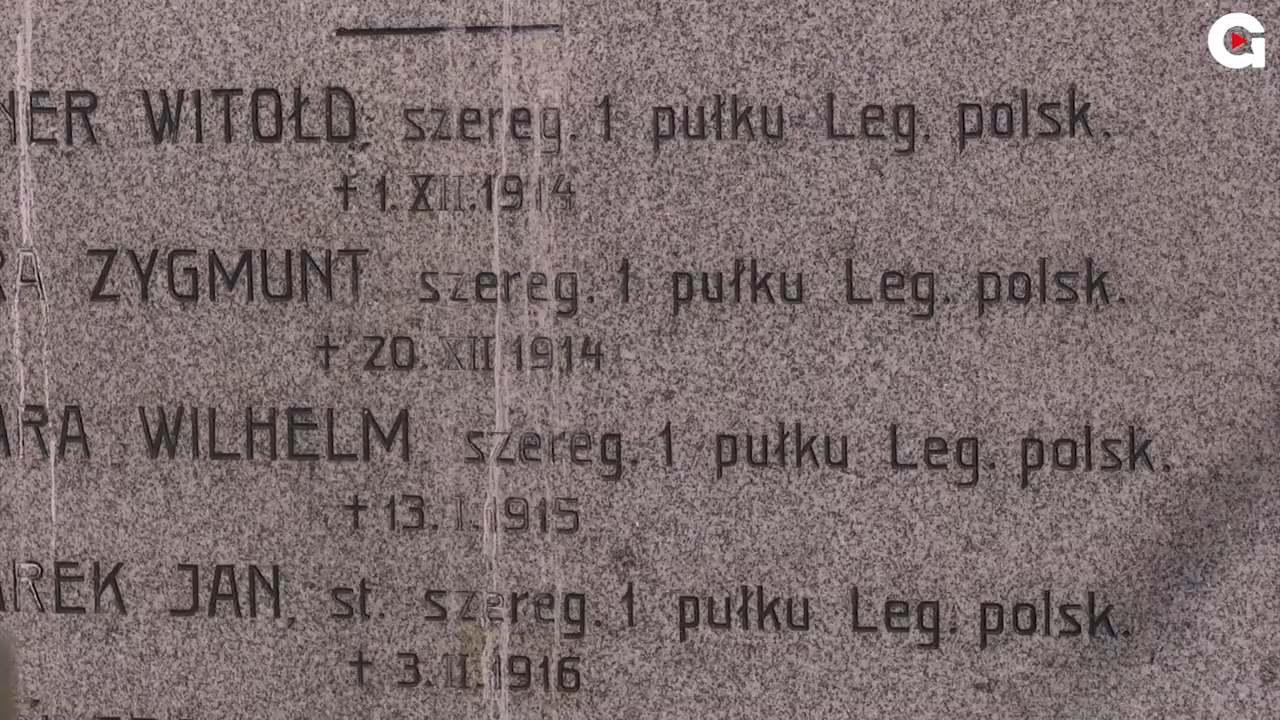 NER WITOŁD, szereg. 1 pułku Leg. polsk.
† 1. XII. 1914
RA ZYGMUNT szereg. 1 pułku Leg. polsk.
† 20. XII 1914
ARA WILHELM szereg. 1 pułku Leg. polsk.
† 13. I. 1915
AREK JAN, st. szereg. 1 pułku Leg. polsk.
† 3. II. 1916